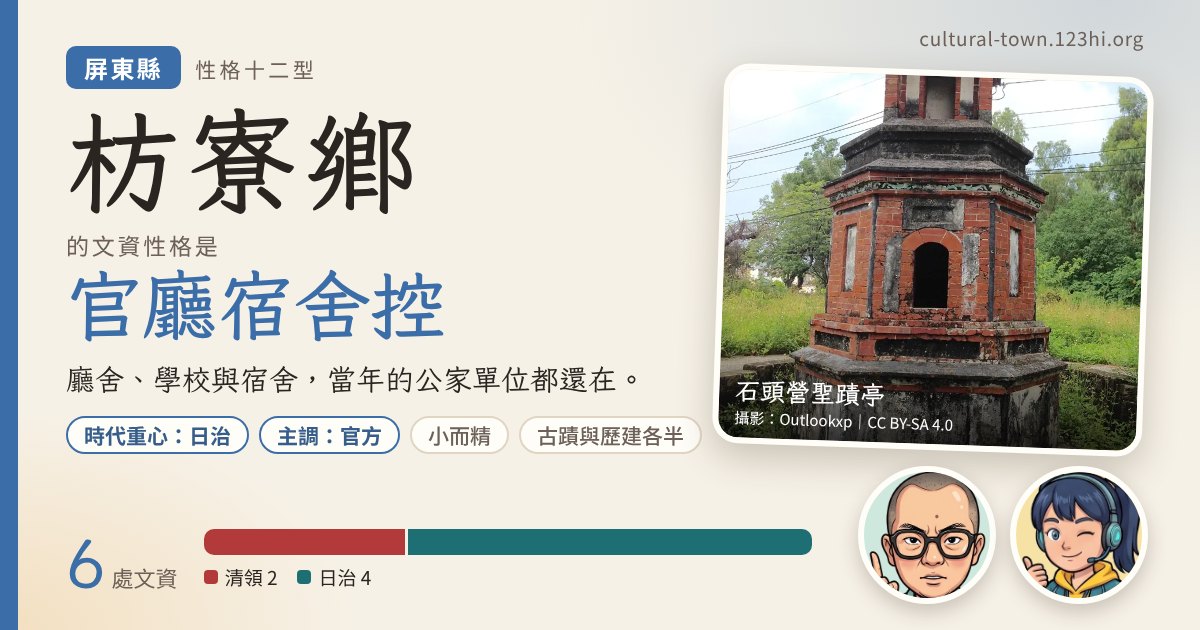 cultural-town.123hi.org
屏東縣 性格十二型
枋寮鄉
的文資性格是
官廳宿舍控
廳舍、學校與宿舍，當年的公家單位都還在。
時代重心：日治 主調：官方 小而精 古蹟與歷建各半
石頭營聖蹟亭
攝影：Outlookxp｜CC BY-SA 4.0
6 處文資
清領 2 日治 4